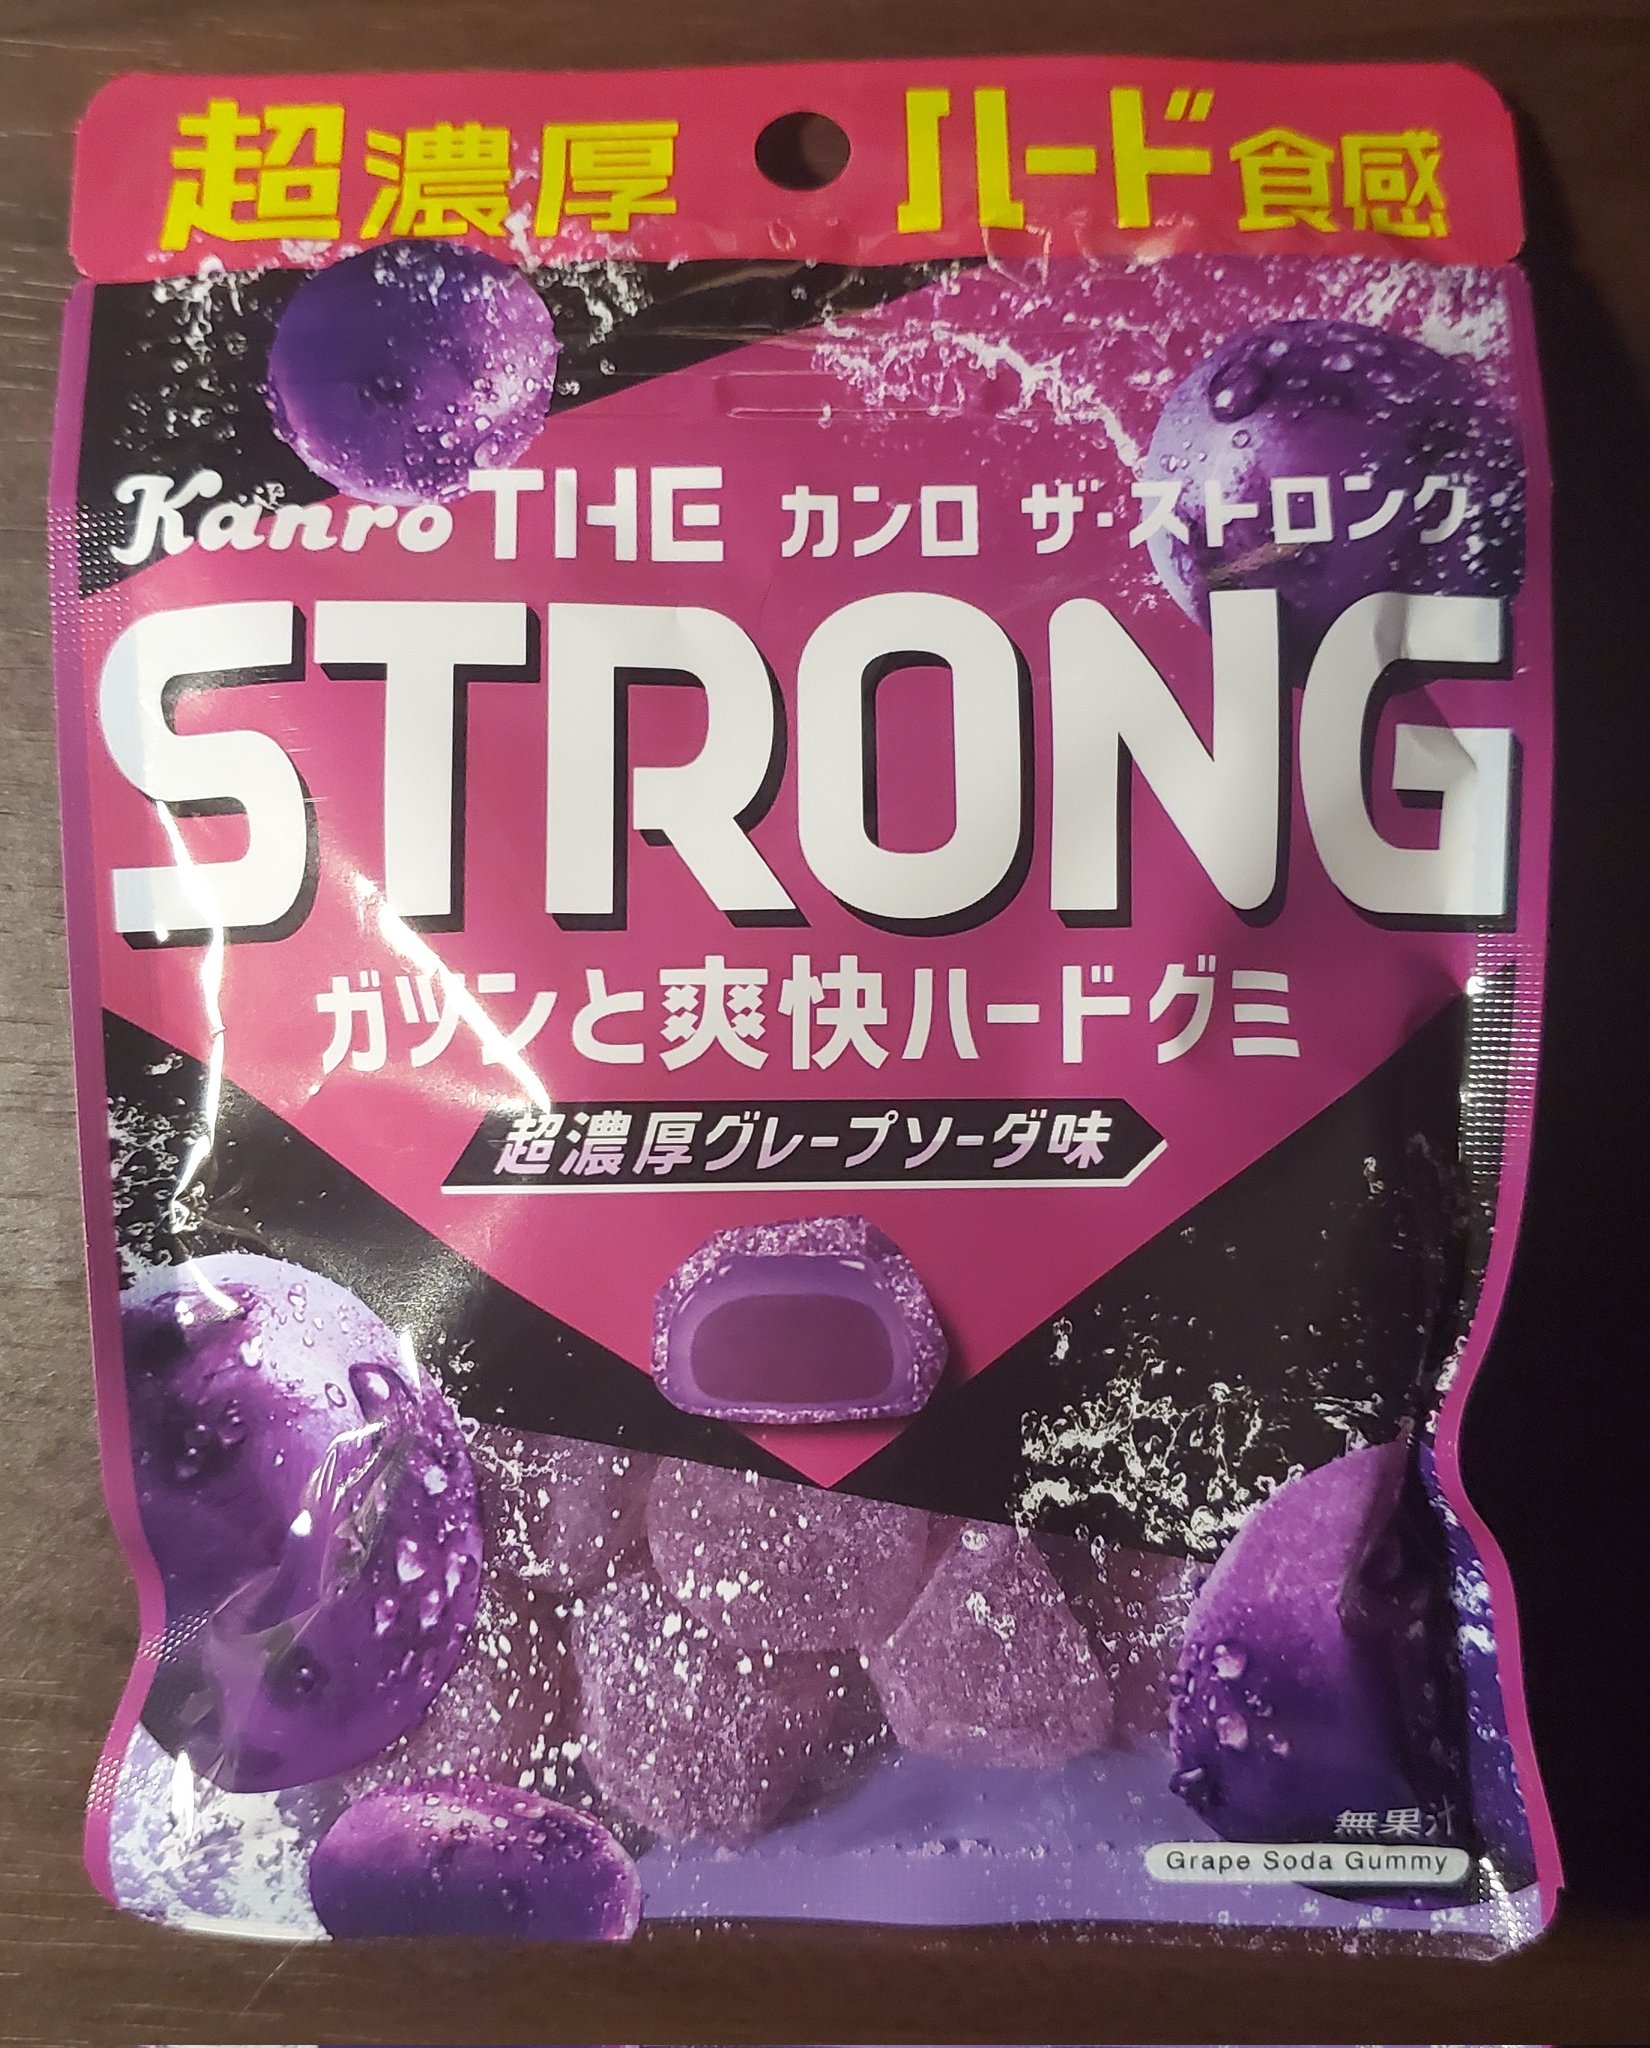 超濃厚 ハード食感
Kanro THE カンロ ザ・ストロング
STRONG
ガツンと爽快ハードグミ
超濃厚グレープソーダ味
無果汁
Grape Soda Gummy